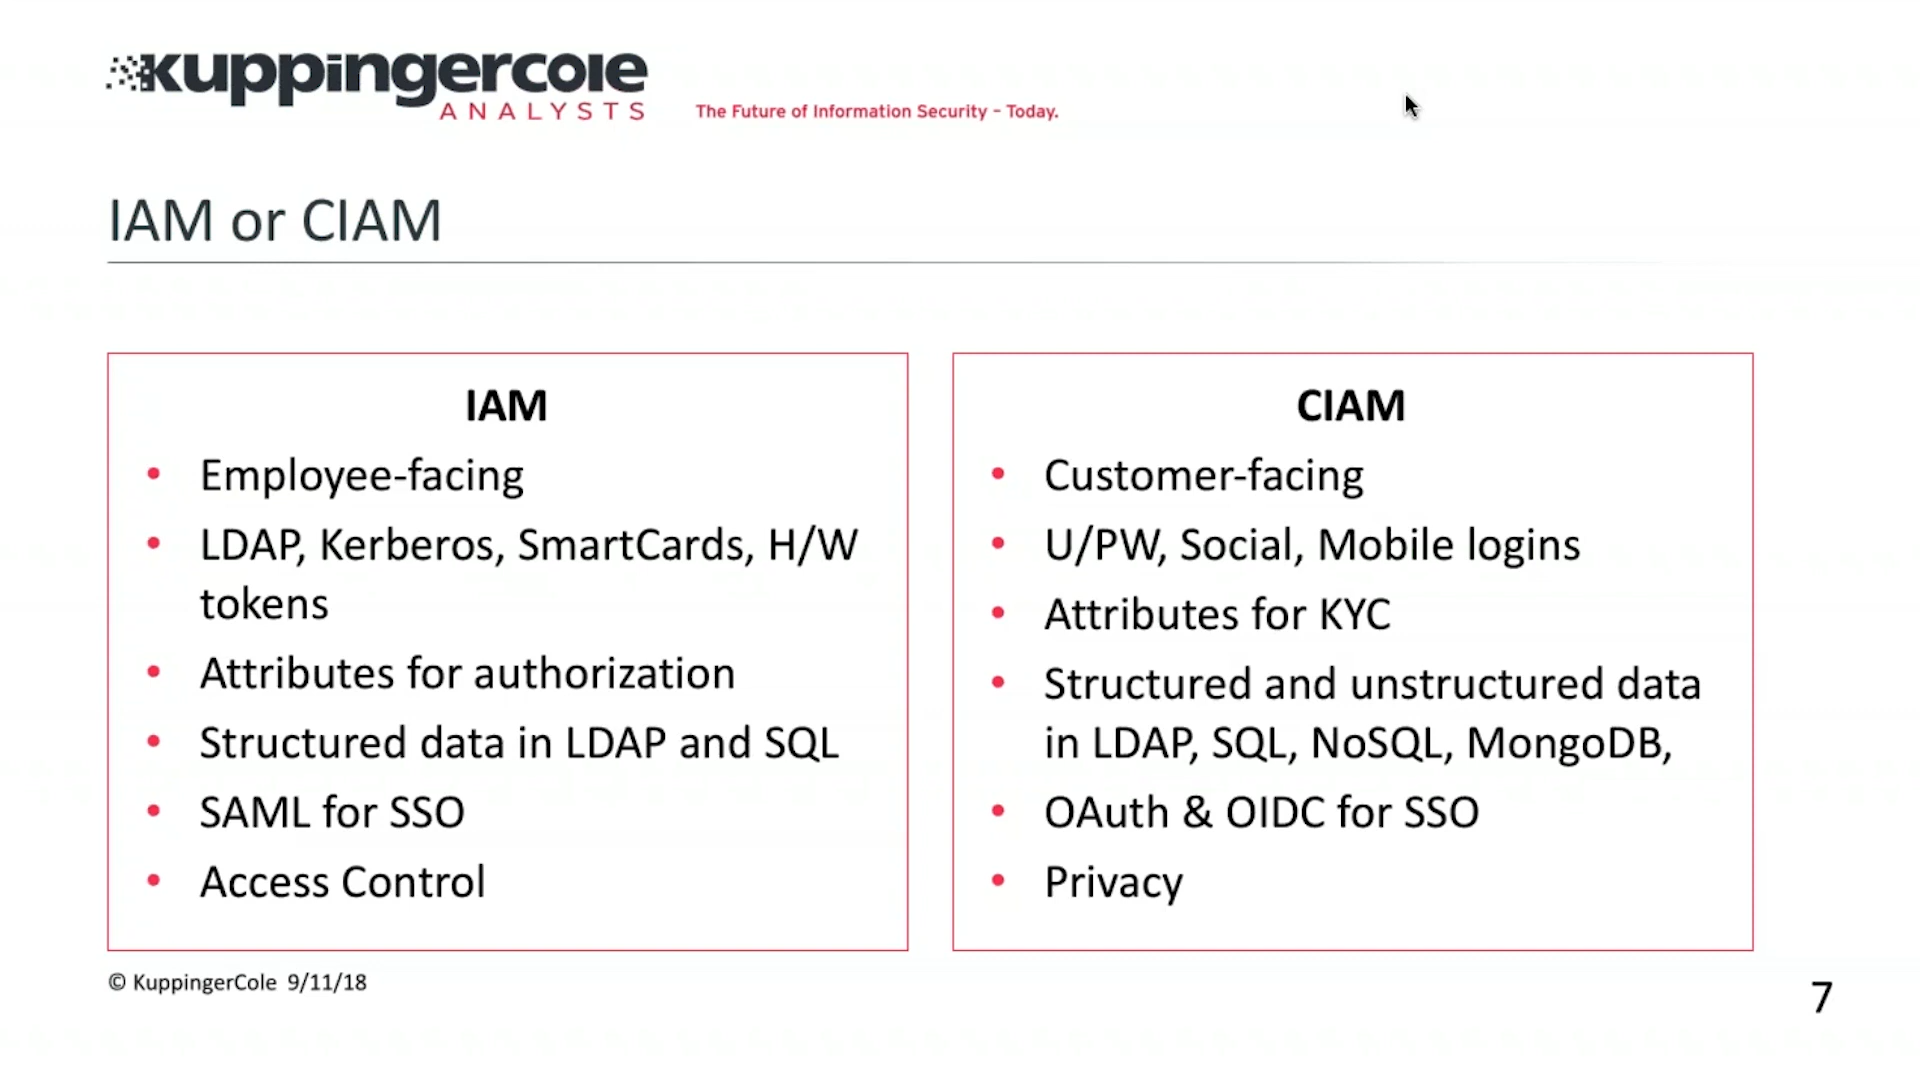 kuppingercole
ANALYSTS
The Future of Information Security - Today.
IAM or CIAM
IAM
• Employee-facing
• LDAP, Kerberos, SmartCards, H/W
tokens
• Attributes for authorization
• Structured data in LDAP and SQL
• SAML for SSO
• Access Control
CIAM
• Customer-facing
• U/PW, Social, Mobile logins
• Attributes for KYC
• Structured and unstructured data
in LDAP, SQL, NoSQL, MongoDB,
• OAuth & OIDC for SSO
• Privacy
© KuppingerCole 9/11/18
7